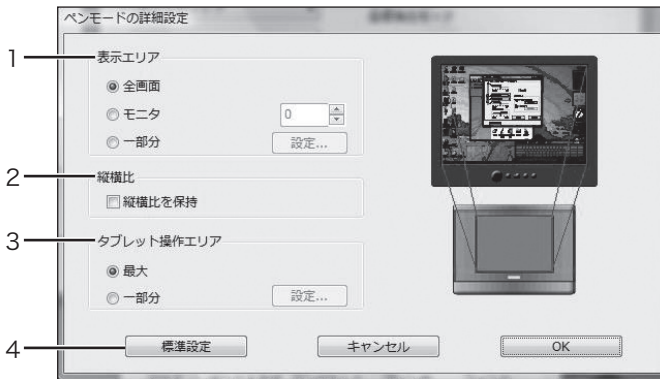 ペンモードの詳細設定
1
表示エリア
全画面
モニタ
0
一部分
設定...
2
縦横比
縦横比を保持
3
タブレット操作エリア
最大
一部分
設定...
4
標準設定
キャンセル
OK